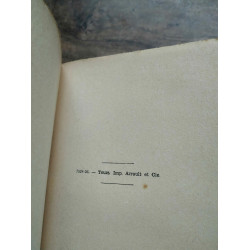 — Tours, Imp. Arrault et Cie.